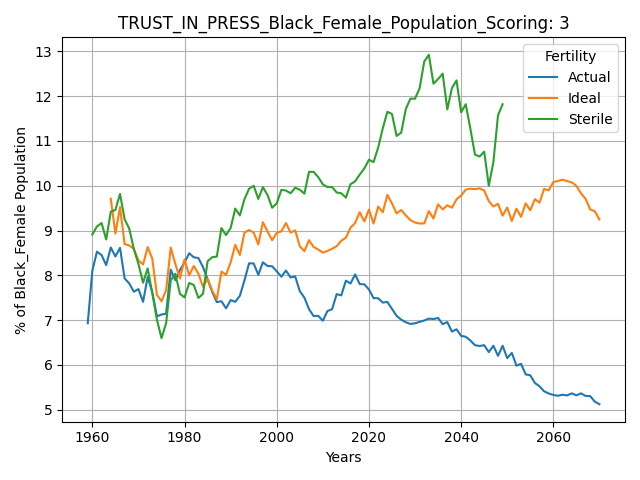 TRUST_IN_PRESS_Black_Female_Population_Scoring: 3
Fertility
Actual
Ideal
Sterile
% of Black_Female Population
13
12
11
10
9
8
7
6
5
1960 1980 2000 2020 2040 2060
Years